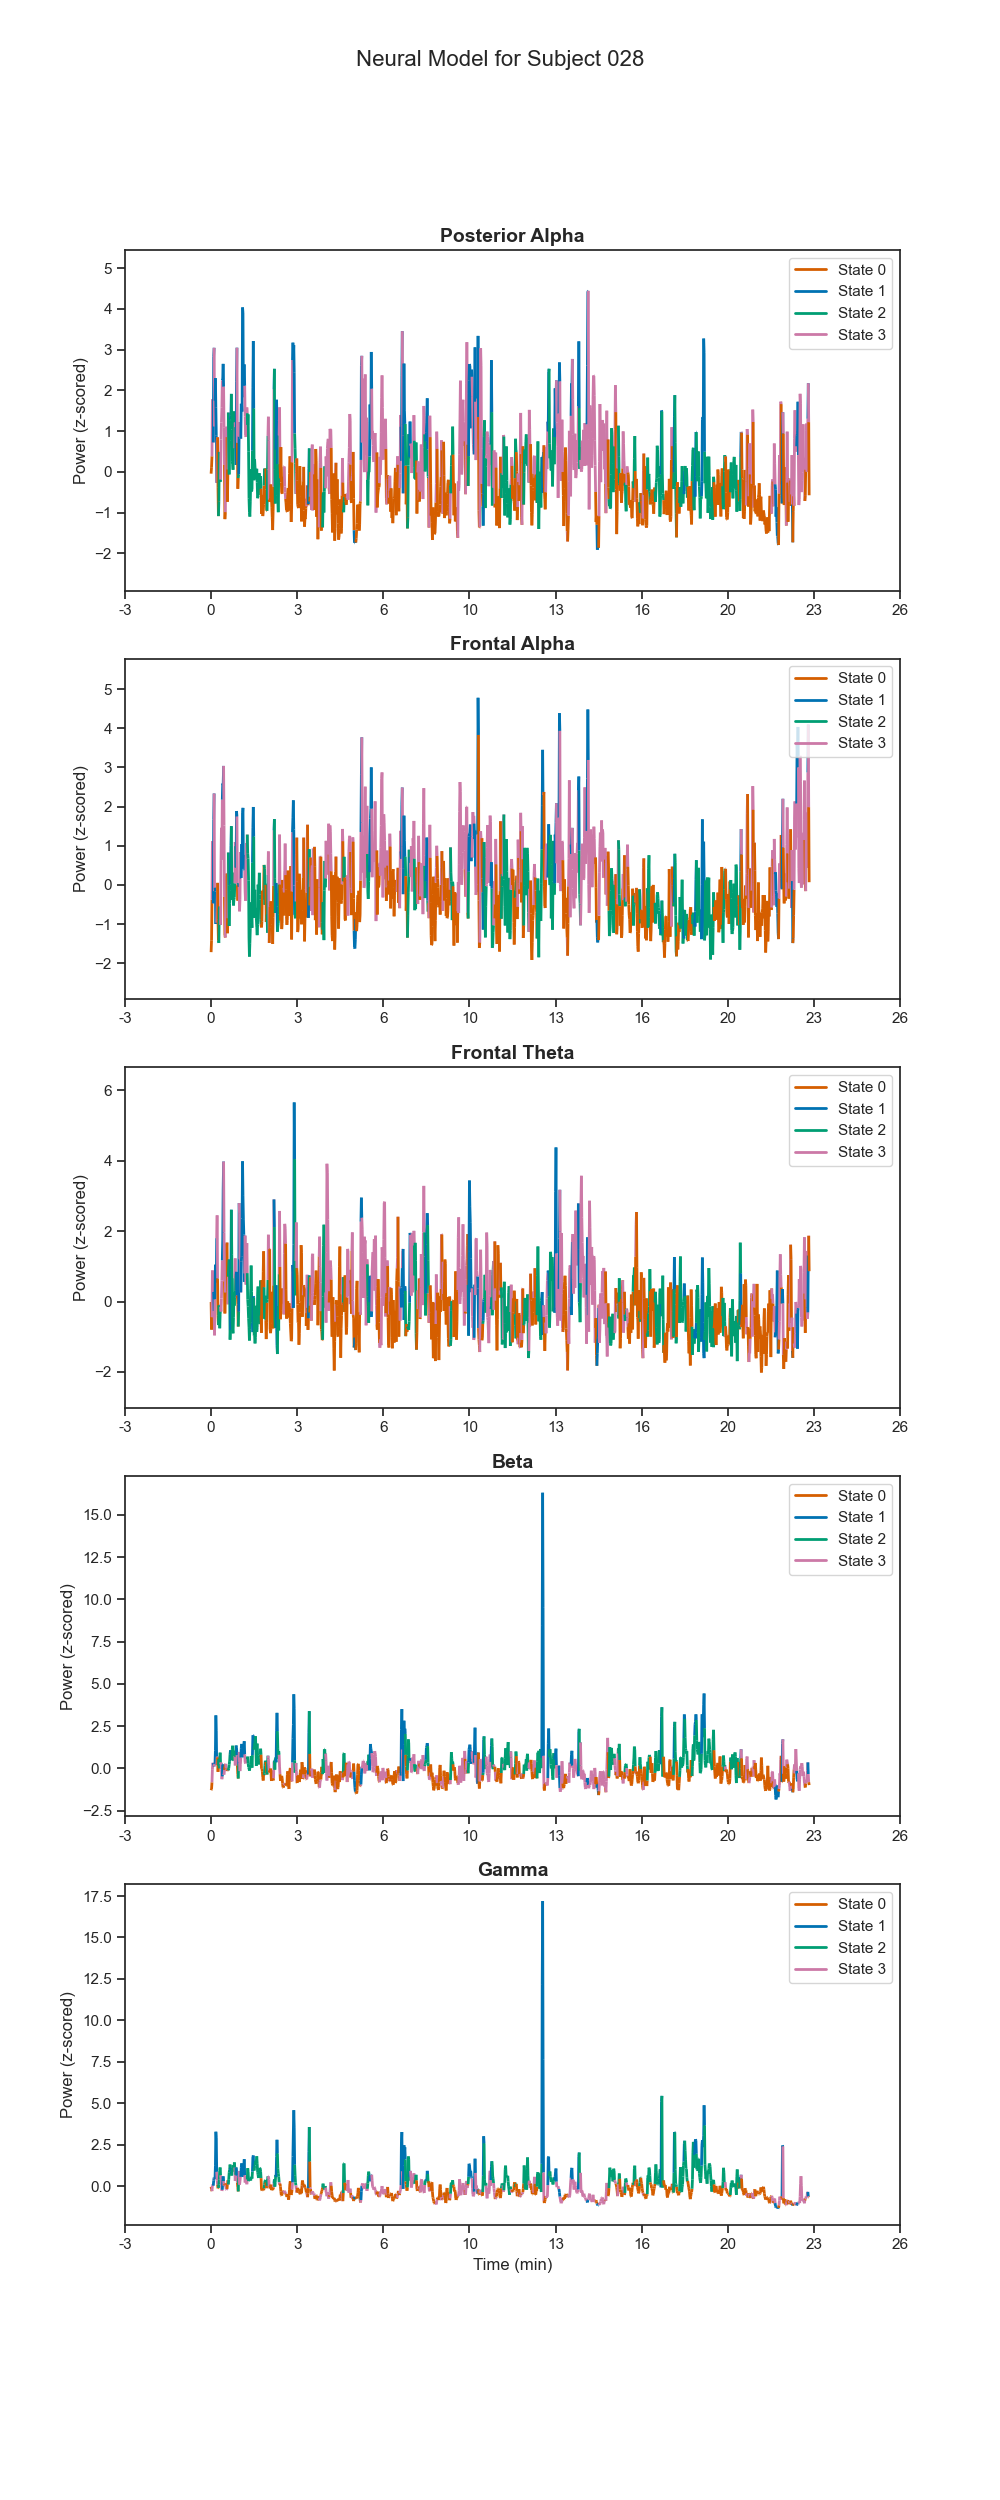 Neural Model for Subject 028
Posterior Alpha
Power (z-scored)
5
4
3
2
1
0
−1
−2
State 0
State 1
State 2
State 3
-3 0 3 6 10 13 16 20 23 26
Frontal Alpha
Power (z-scored)
5
4
3
2
1
0
−1
−2
State 0
State 1
State 2
State 3
-3 0 3 6 10 13 16 20 23 26
Frontal Theta
Power (z-scored)
6
4
2
0
−2
State 0
State 1
State 2
State 3
-3 0 3 6 10 13 16 20 23 26
Beta
Power (z-scored)
15.0
12.5
10.0
7.5
5.0
2.5
0.0
−2.5
State 0
State 1
State 2
State 3
-3 0 3 6 10 13 16 20 23 26
Gamma
Power (z-scored)
17.5
15.0
12.5
10.0
7.5
5.0
2.5
0.0
State 0
State 1
State 2
State 3
-3 0 3 6 10 13 16 20 23 26
Time (min)